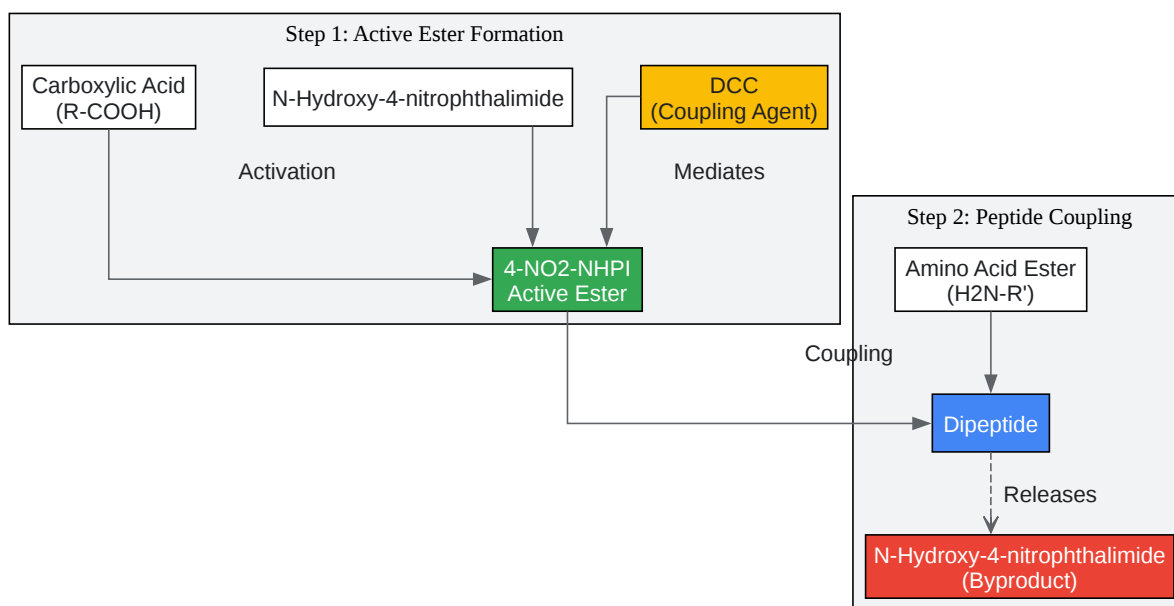 Step 1: Active Ester Formation
Carboxylic Acid
(R-COOH)
N-Hydroxy-4-nitrophthalimide
DCC
(Coupling Agent)
Activation
Mediates
4-NO2-NHPI
Active Ester
Step 2: Peptide Coupling
Amino Acid Ester
(H2N-R')
Coupling
Dipeptide
Releases
N-Hydroxy-4-nitrophthalimide
(Byproduct)